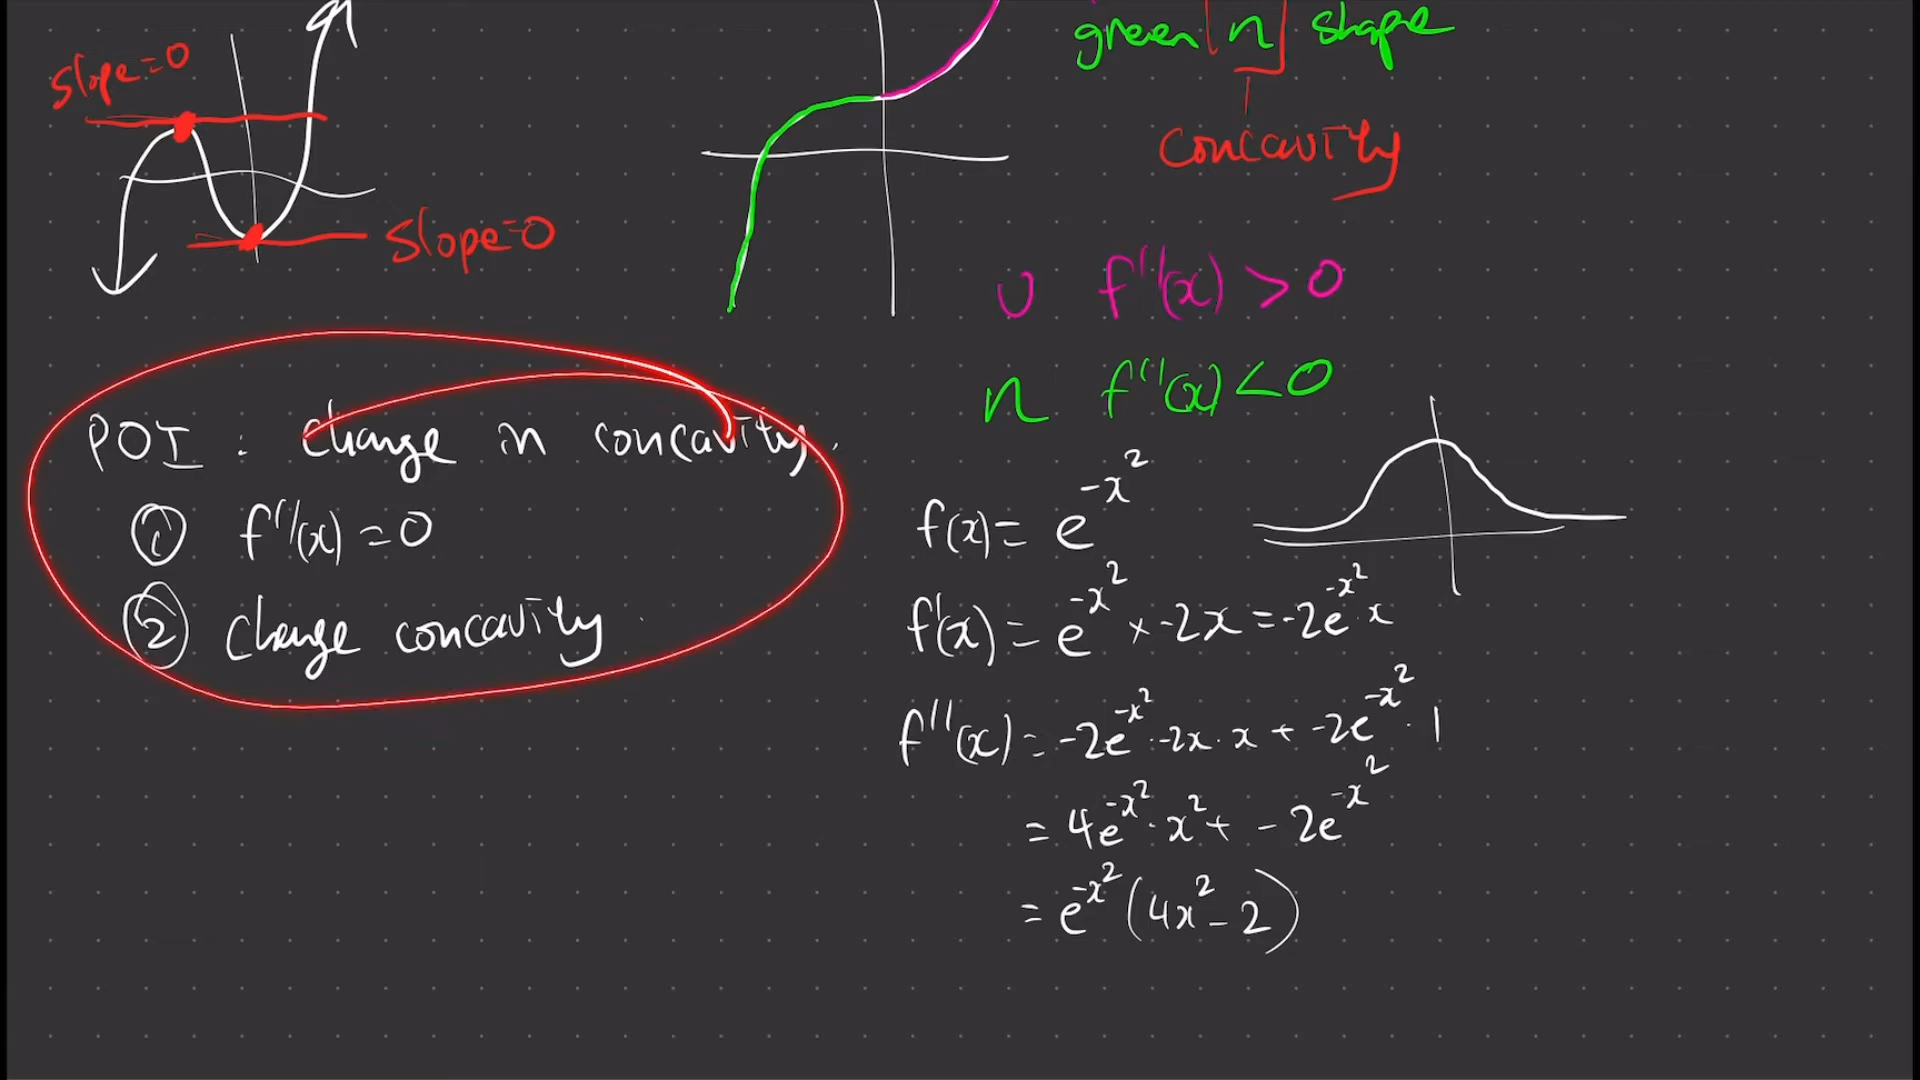 slope=0
green [n] shape
concavity
slope=0
∪ f''(x) > 0
n f''(x) < 0
POI : change in concavity.
① f''(x) = 0
② change concavity.
f(x) = e^{-x^2}
f'(x) = e^{-x^2} × -2x = -2e^{-x^2}·x
f''(x) = -2e^{-x^2}·-2x·x + -2e^{-x^2}·1
= 4e^{-x^2}·x^2 + -2e^{-x^2}
= e^{-x^2}(4x^2 - 2)